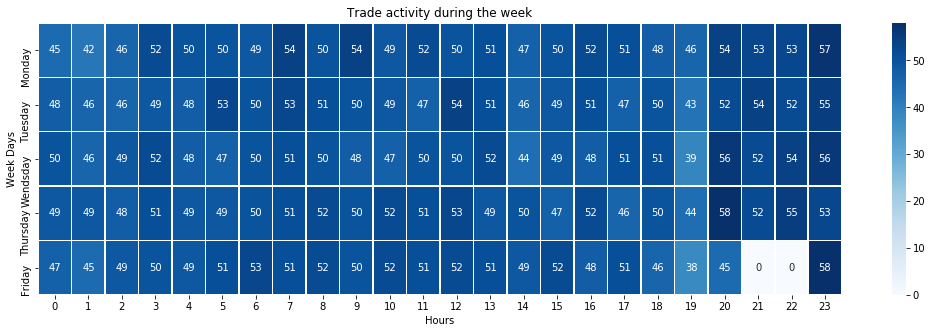 Trade activity during the week
Monday 45 42 46 52 50 50 49 54 50 54 49 52 50 51 47 50 52 51 48 46 54 53 53 57
Tuesday 48 46 46 49 48 53 50 53 51 50 49 47 54 51 46 49 51 47 50 43 52 54 52 55
Wendsday 50 46 49 52 48 47 50 51 50 48 47 50 50 52 44 49 48 51 51 39 56 52 54 56
Thursday 49 49 48 51 49 49 50 51 52 50 52 51 53 49 50 47 52 46 50 44 58 52 55 53
Friday 47 45 49 50 49 51 53 51 52 50 52 51 52 51 49 52 48 51 46 38 45 0 0 58
0 1 2 3 4 5 6 7 8 9 10 11 12 13 14 15 16 17 18 19 20 21 22 23
Hours
Week Days
50
40
30
20
10
0